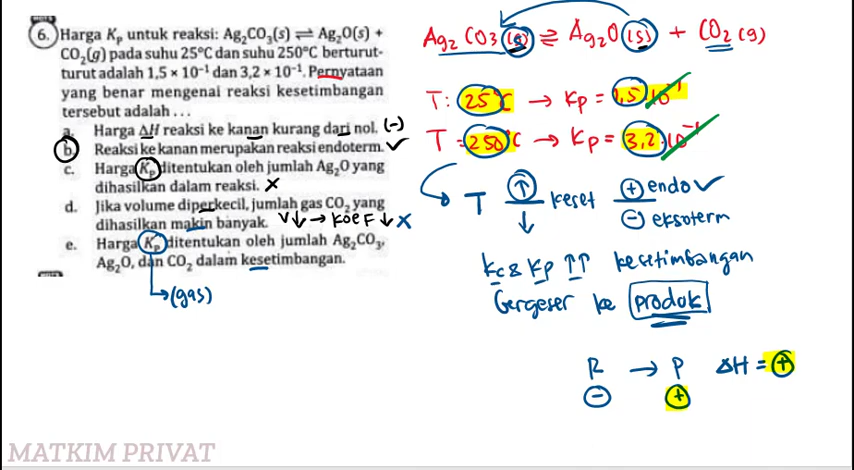 HOTS
6. Harga Kp untuk reaksi: Ag₂CO₃(s) ⇌ Ag₂O(s) +
CO₂(g) pada suhu 25°C dan suhu 250°C berturut-
turut adalah 1,5 × 10⁻¹ dan 3,2 × 10⁻¹. Pernyataan
yang benar mengenai reaksi kesetimbangan
tersebut adalah . . .
a. Harga ΔH reaksi ke kanan kurang dari nol. (-)
b. Reaksi ke kanan merupakan reaksi endoterm. ✓
c. Harga Kp ditentukan oleh jumlah Ag₂O yang
dihasilkan dalam reaksi. X
d. Jika volume diperkecil, jumlah gas CO₂ yang
dihasilkan makin banyak. V↓ → KOEF ↓ X
e. Harga Kp ditentukan oleh jumlah Ag₂CO₃,
Ag₂O, dan CO₂ dalam kesetimbangan.
↳(gas)
Ag₂ CO₃ (s) ⇌ Ag₂O (s) + CO₂ (g)
T: 25°C → Kp = 1,5 10⁻¹
T = 250°C → Kp = 3,2.10⁻¹
T ↑ keset + endo ✓
↓ - eksoterm
Kc & Kp ↑↑ kesetimbangan
bergeser ke produk
R → P ΔH = +
- +
MATKIM PRIVAT